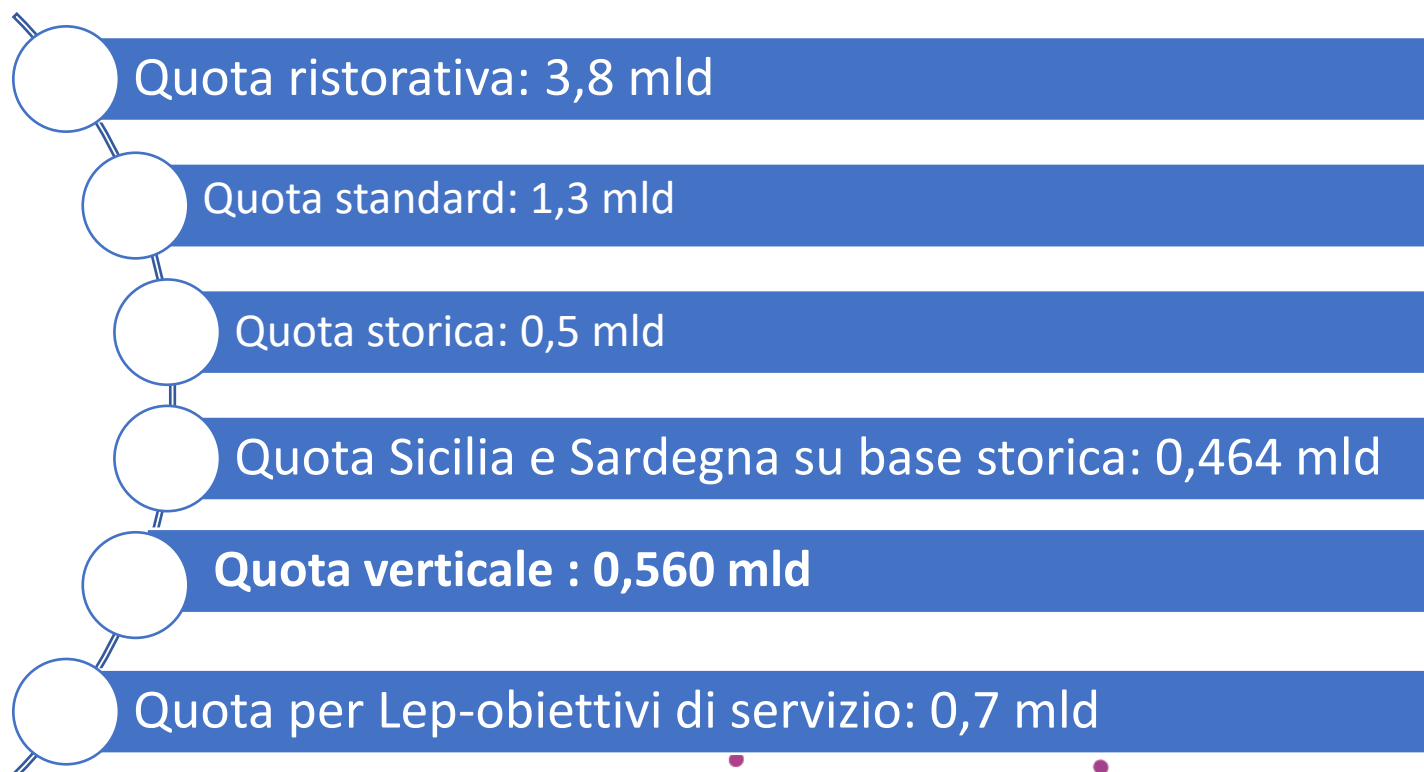 Quota ristorativa: 3,8 mld
Quota standard: 1,3 mld
Quota storica: 0,5 mld
Quota Sicilia e Sardegna su base storica: 0,464 mld
Quota verticale : 0,560 mld
Quota per Lep-obiettivi di servizio: 0,7 mld